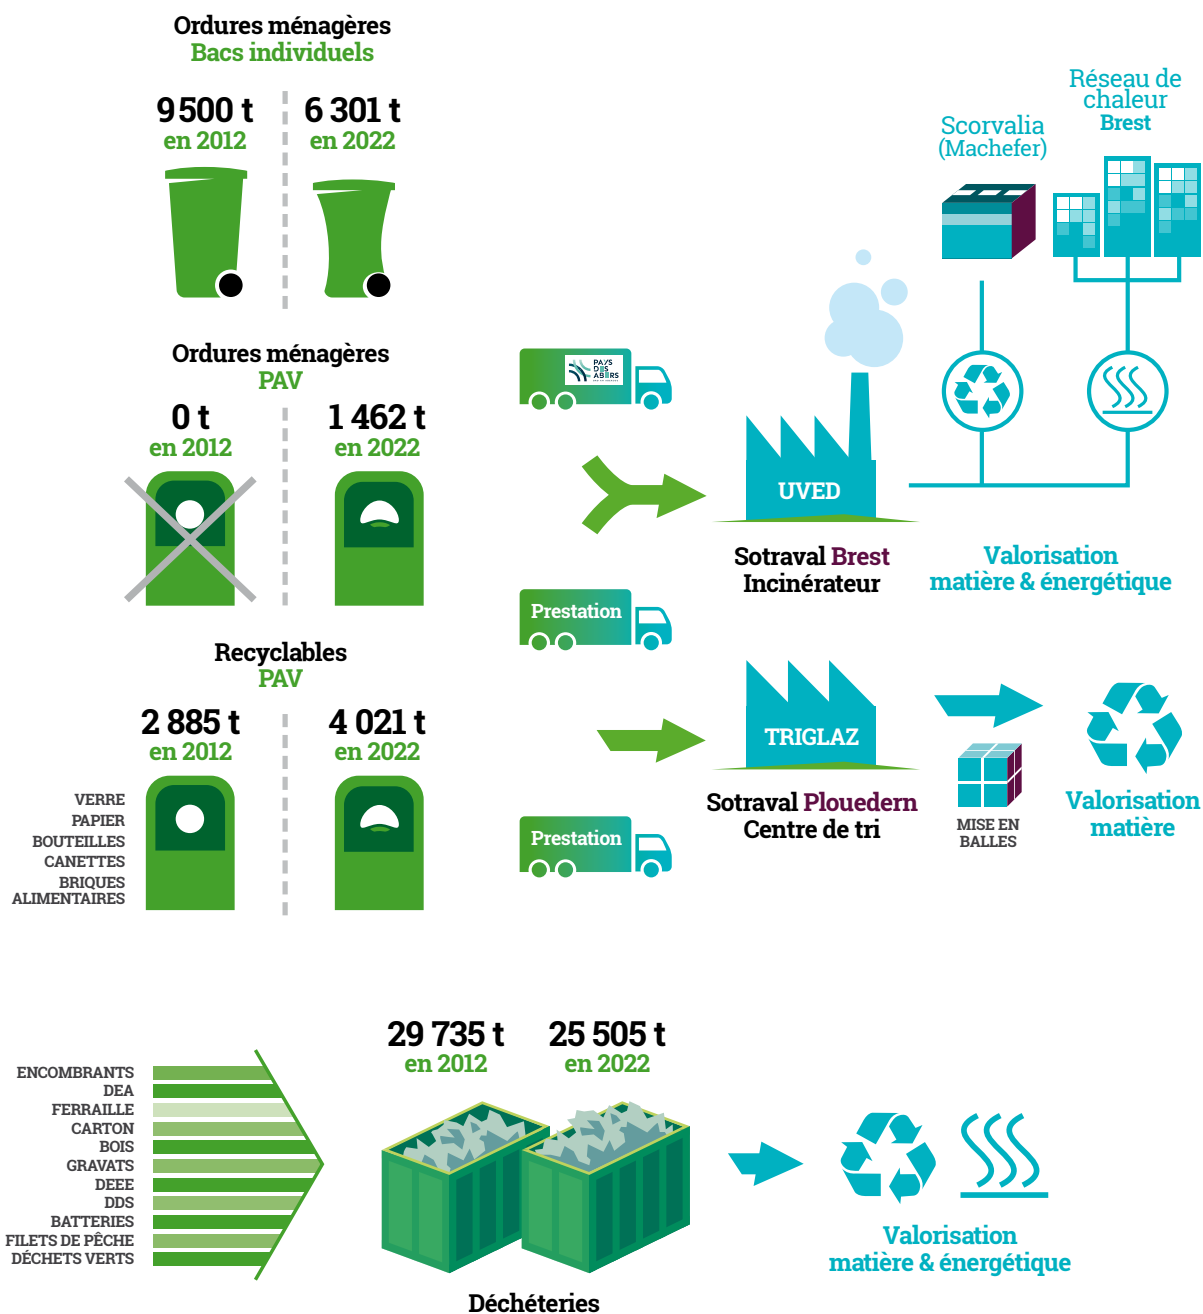 Ordures ménagères
Bacs individuels
9500 t
en 2012
6 301 t
en 2022
Ordures ménagères
PAV
0 t
en 2012
1 462 t
en 2022
Recyclables
PAV
2 885 t
en 2012
4 021 t
en 2022
VERRE
PAPIER
BOUTEILLES
CANETTES
BRIQUES
ALIMENTAIRES
PAYS
DES
ABERS
Prestation
Prestation
UVED
Sotraval Brest
Incinérateur
Scorvalia
(Machefer)
Réseau de
chaleur
Brest
Valorisation
matière & énergétique
TRIGLAZ
Sotraval Plouedern
Centre de tri
MISE EN
BALLES
Valorisation
matière
ENCOMBRANTS
DEA
FERRAILLE
CARTON
BOIS
GRAVATS
DEEE
DDS
BATTERIES
FILETS DE PÊCHE
DÉCHETS VERTS
29 735 t
en 2012
25 505 t
en 2022
Déchéteries
Valorisation
matière & énergétique